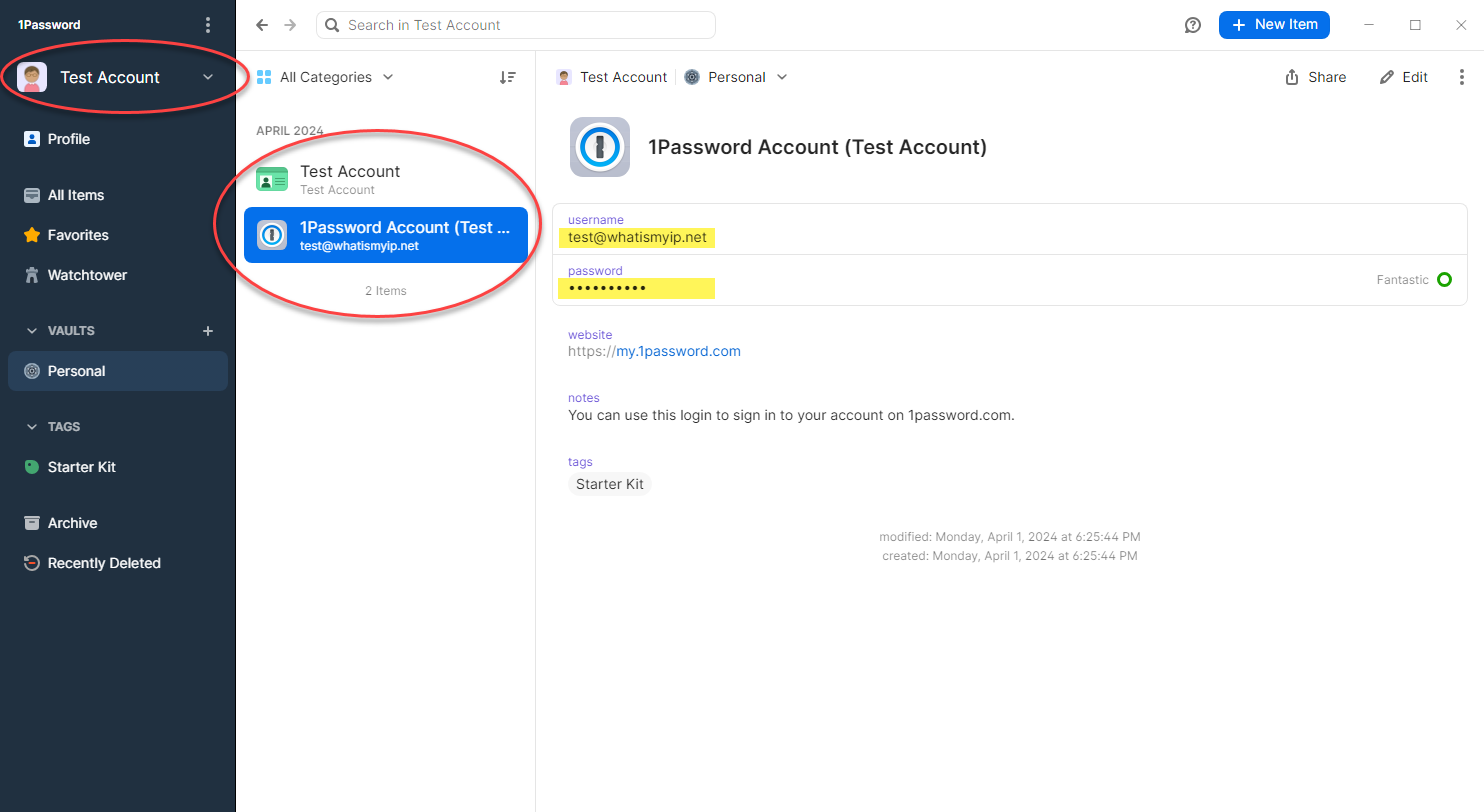 1Password
Search in Test Account
New Item
Test Account
Profile
All Items
Favorites
Watchtower
VAULTS
Personal
TAGS
Starter Kit
Archive
Recently Deleted
All Categories
APRIL 2024
Test Account
Test Account
1Password Account (Test ...
test@whatismyip.net
2 Items
Test Account Personal
Share Edit
1Password Account (Test Account)
username
test@whatismyip.net
password
••••••••••
Fantastic
website
https://my.1password.com
notes
You can use this login to sign in to your account on 1password.com.
tags
Starter Kit
modified: Monday, April 1, 2024 at 6:25:44 PM
created: Monday, April 1, 2024 at 6:25:44 PM